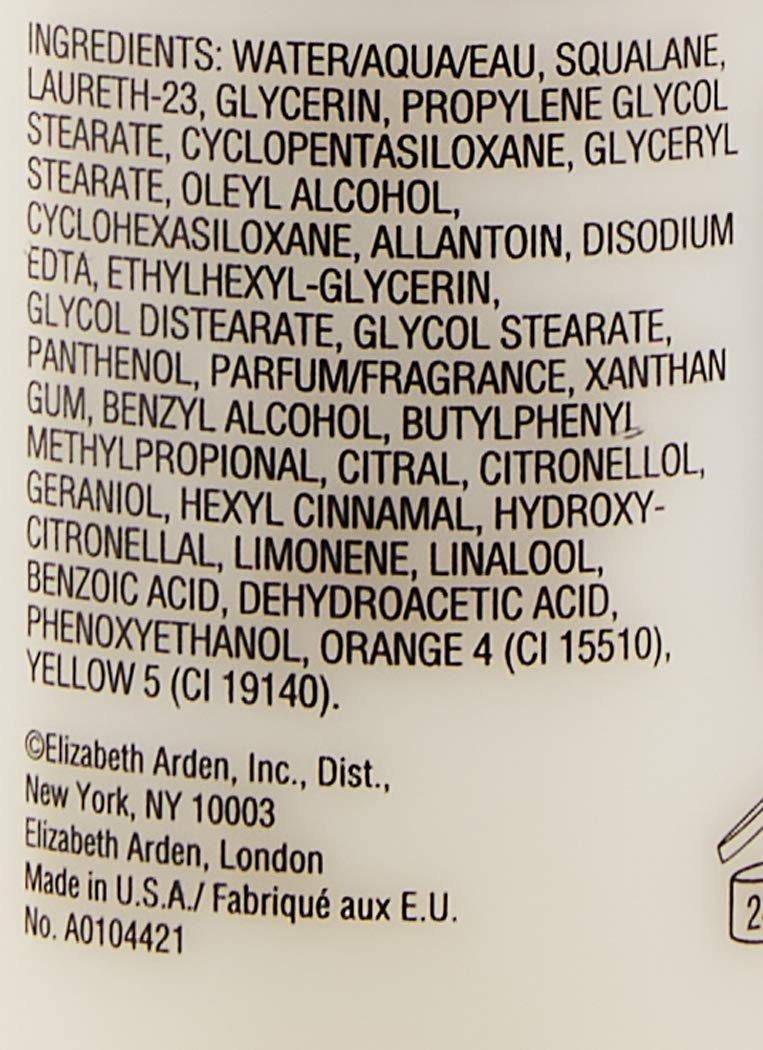 INGREDIENTS: WATER/AQUA/EAU, SQUALANE,
LAURETH-23, GLYCERIN, PROPYLENE GLYCOL
STEARATE, CYCLOPENTASILOXANE, GLYCERYL
STEARATE, OLEYL ALCOHOL,
CYCLOHEXASILOXANE, ALLANTOIN, DISODIUM
EDTA, ETHYLHEXYL-GLYCERIN,
GLYCOL DISTEARATE, GLYCOL STEARATE,
PANTHENOL, PARFUM/FRAGRANCE, XANTHAN
GUM, BENZYL ALCOHOL, BUTYLPHENYL
METHYLPROPIONAL, CITRAL, CITRONELLOL,
GERANIOL, HEXYL CINNAMAL, HYDROXY-
CITRONELLAL, LIMONENE, LINALOOL,
BENZOIC ACID, DEHYDROACETIC ACID,
PHENOXYETHANOL, ORANGE 4 (CI 15510),
YELLOW 5 (CI 19140).
©Elizabeth Arden, Inc., Dist.,
New York, NY 10003
Elizabeth Arden, London
Made in U.S.A./ Fabriqué aux E.U.
No. A0104421